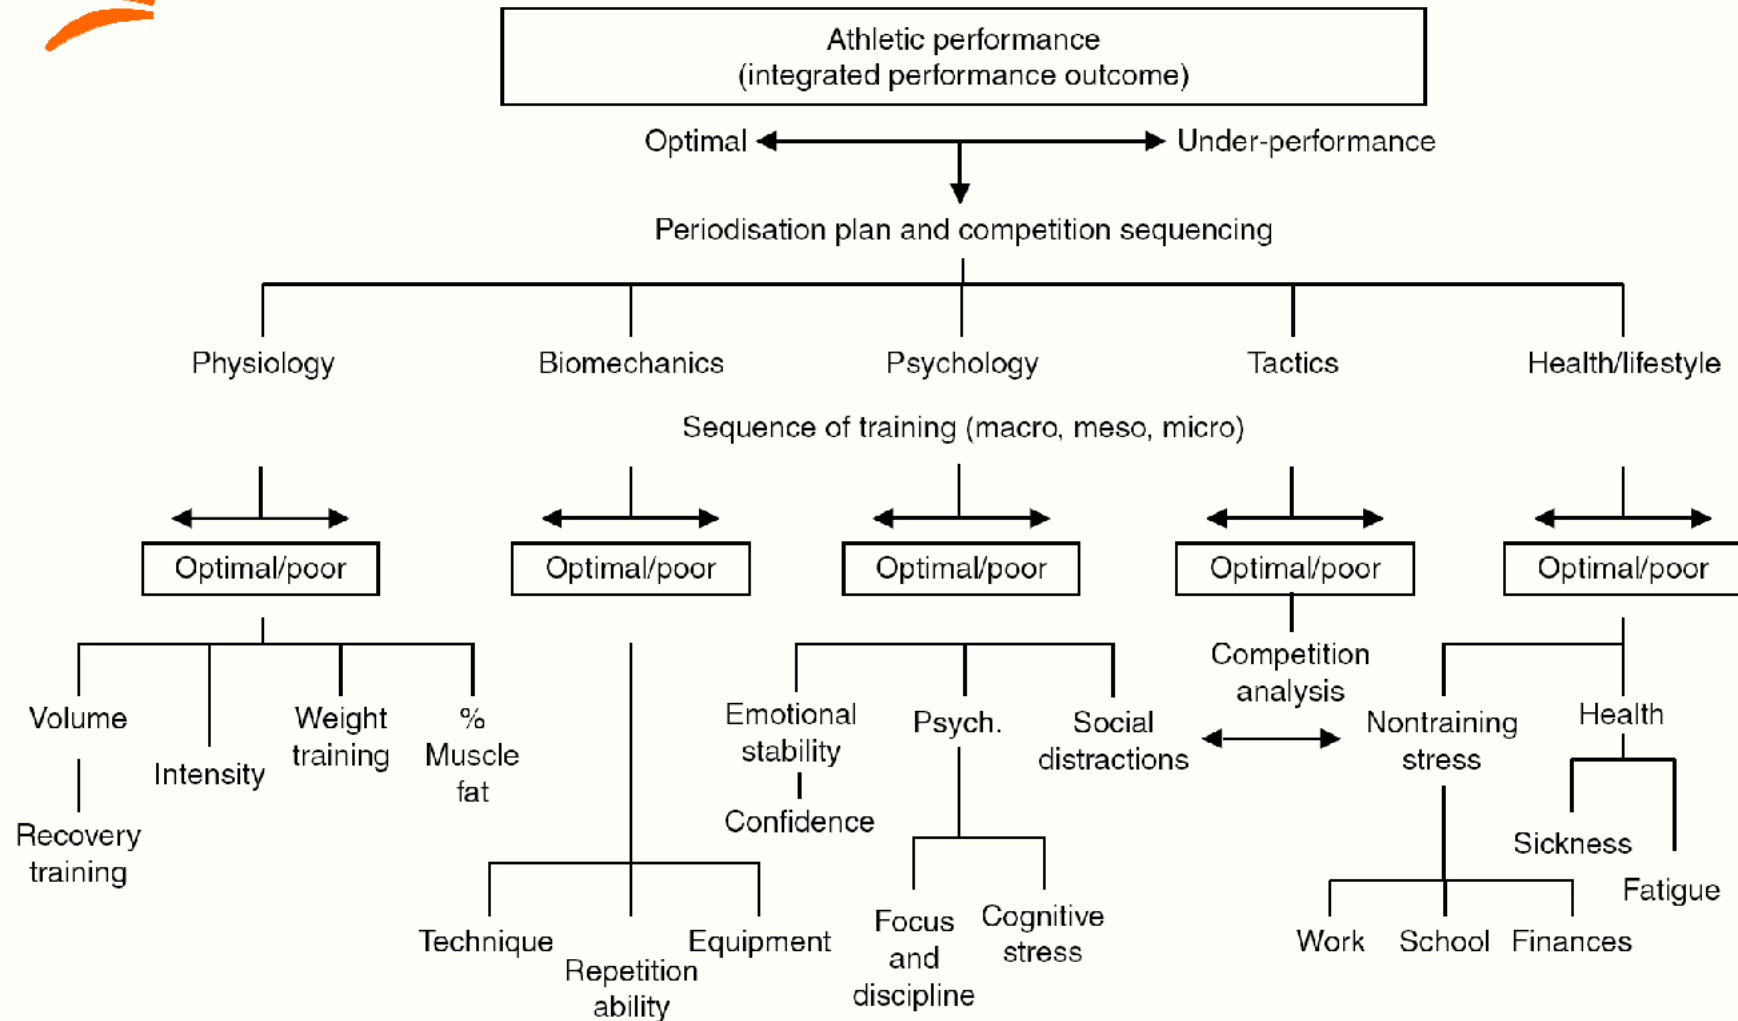 Athletic performance
(integrated performance outcome)
Optimal
Under-performance
Periodisation plan and competition sequencing
Physiology
Biomechanics
Psychology
Tactics
Health/lifestyle
Sequence of training (macro, meso, micro)
Optimal/poor
Optimal/poor
Optimal/poor
Optimal/poor
Optimal/poor
Volume
Recovery
training
Intensity
Weight
training
%
Muscle
fat
Technique
Repetition
ability
Equipment
Emotional
stability
Confidence
Psych.
Focus
and
discipline
Cognitive
stress
Social
distractions
Competition
analysis
Nontraining
stress
Work
School
Finances
Health
Sickness
Fatigue